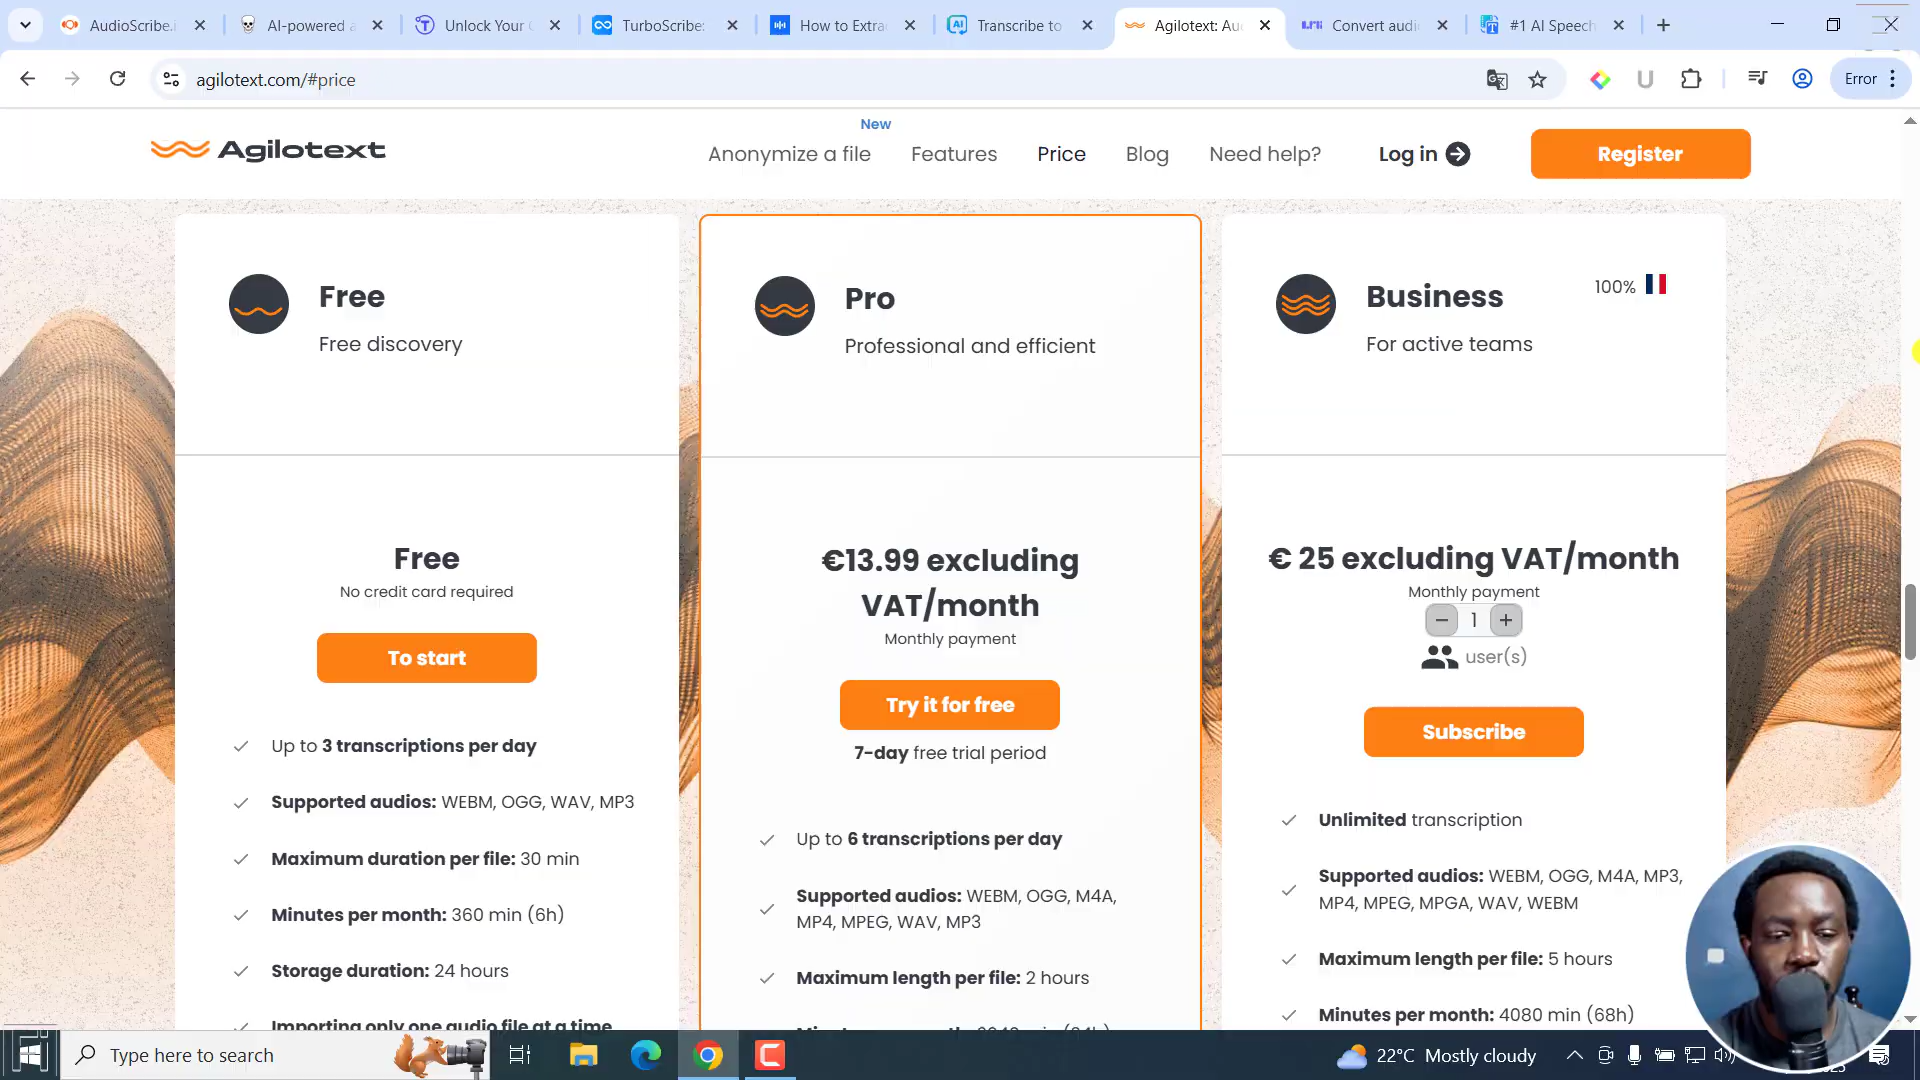 AudioScribe.i
AI-powered a
Unlock Your
TurboScribe:
How to Extra
Transcribe to
Agilotext: Au
Convert audi
#1 AI Speech
agilotext.com/#price
Error
Agilotext
New
Anonymize a file
Features
Price
Blog
Need help?
Log in
Register
Free
Free discovery
Free
No credit card required
To start
Up to 3 transcriptions per day
Supported audios: WEBM, OGG, WAV, MP3
Maximum duration per file: 30 min
Minutes per month: 360 min (6h)
Storage duration: 24 hours
Importing only one audio file at a time
Pro
Professional and efficient
€13.99 excluding
VAT/month
Monthly payment
Try it for free
7-day free trial period
Up to 6 transcriptions per day
Supported audios: WEBM, OGG, M4A,
MP4, MPEG, WAV, MP3
Maximum length per file: 2 hours
Business
100%
For active teams
€ 25 excluding VAT/month
Monthly payment
− 1 +
user(s)
Subscribe
Unlimited transcription
Supported audios: WEBM, OGG, M4A, MP3,
MP4, MPEG, MPGA, WAV, WEBM
Maximum length per file: 5 hours
Minutes per month: 4080 min (68h)
Type here to search
22°C Mostly cloudy